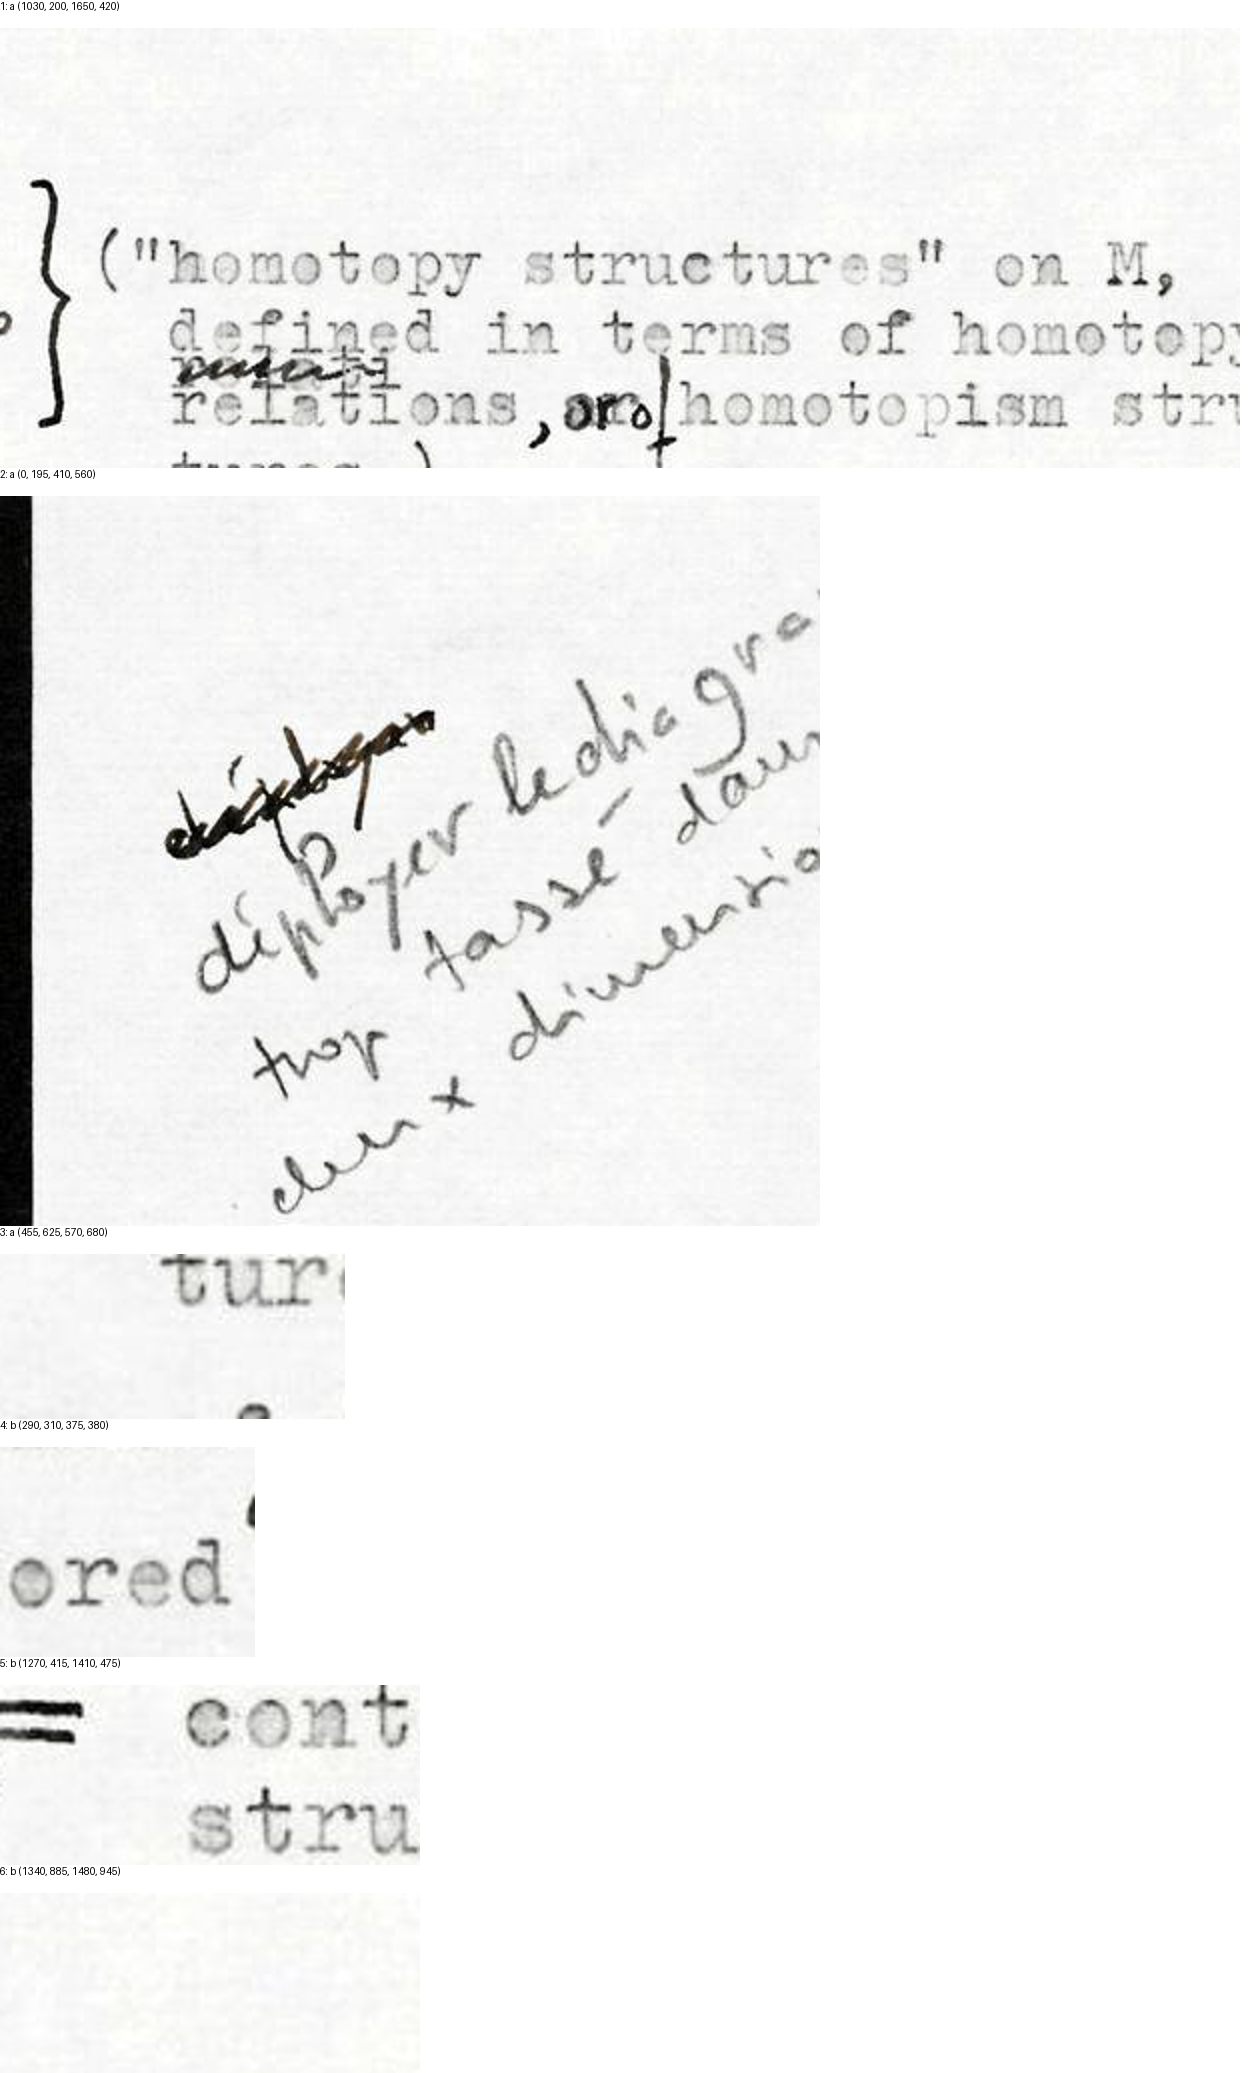 1: a (1030, 200, 1650, 420)
("homotopy structures" on M,
defined in terms of homotopy
relations, or homotopism stru
tures.)
2: a (0, 195, 410, 560)
déployer le diagra
trop tassé dans
deux dimensio
3: a (455, 625, 570, 680)
ture
4: b (290, 310, 375, 380)
ored
5: b (1270, 415, 1410, 475)
= cont
stru
6: b (1340, 885, 1480, 945)